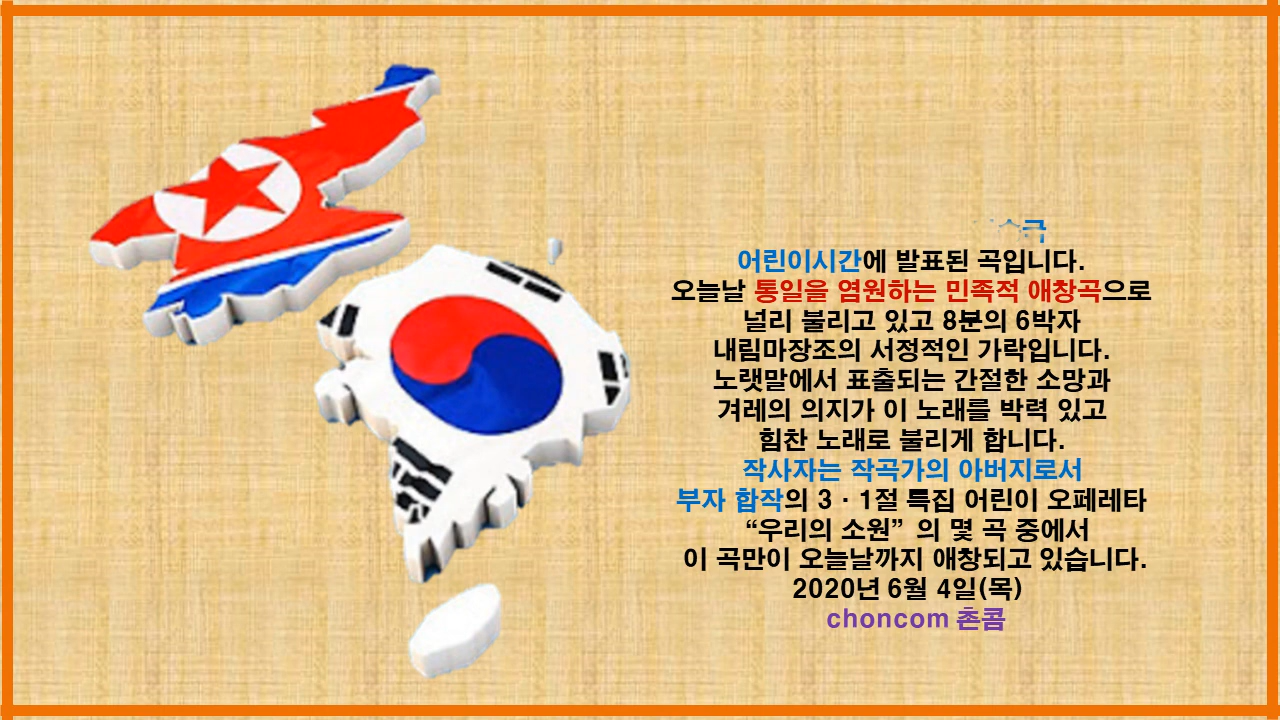 어린이시간에 발표된 곡입니다.
오늘날 통일을 염원하는 민족적 애창곡으로
널리 불리고 있고 8분의 6박자
내림마장조의 서정적인 가락입니다.
노랫말에서 표출되는 간절한 소망과
겨레의 의지가 이 노래를 박력 있고
힘찬 노래로 불리게 합니다.
작사자는 작곡가의 아버지로서
부자 합작의 3 · 1절 특집 어린이 오페레타
“우리의 소원” 의 몇 곡 중에서
이 곡만이 오늘날까지 애창되고 있습니다.
2020년 6월 4일(목)
choncom 촌콤